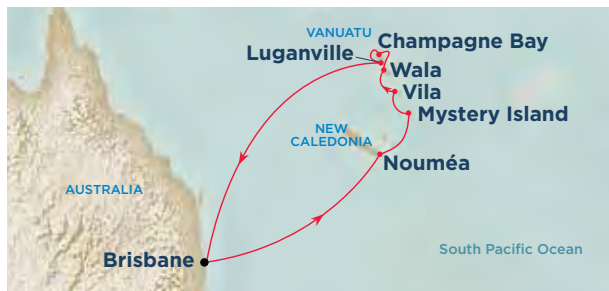 VANUATU
Champagne Bay
Luganville
Wala
Vila
Mystery Island
NEW
CALEDONIA
Nouméa
AUSTRALIA
South Pacific Ocean
Brisbane